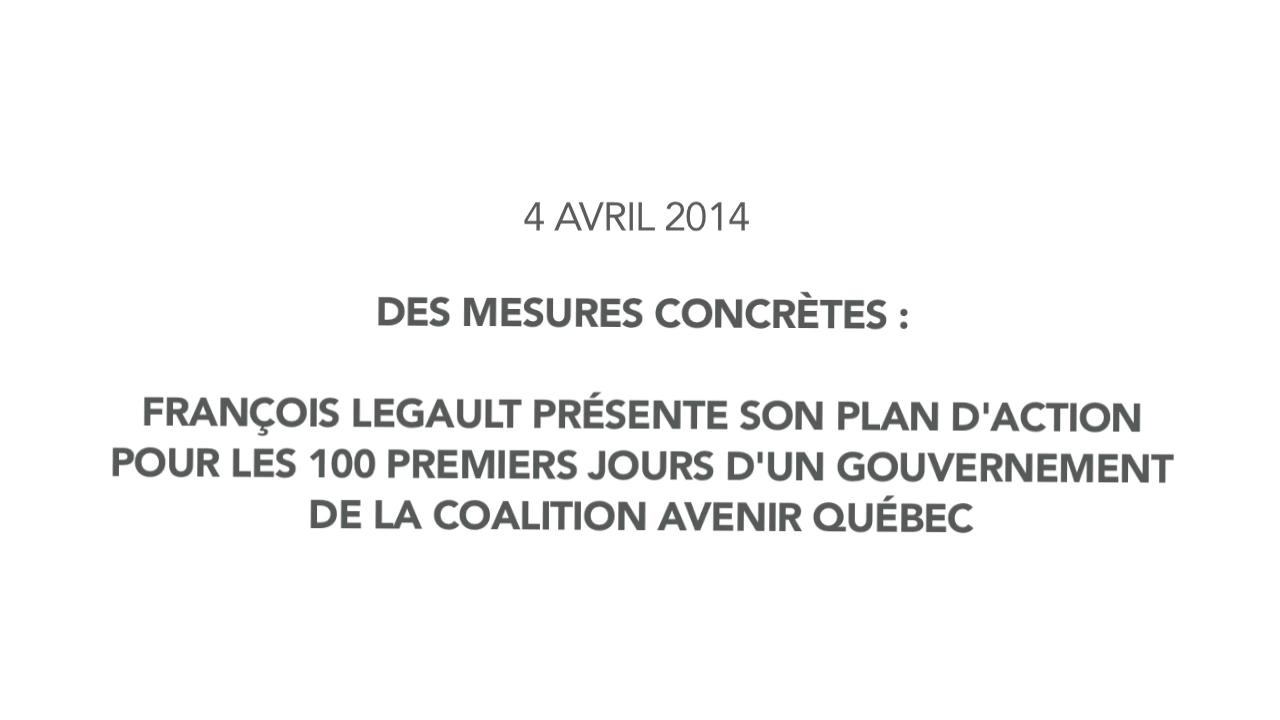 4 AVRIL 2014
DES MESURES CONCRÈTES :
FRANÇOIS LEGAULT PRÉSENTE SON PLAN D'ACTION
POUR LES 100 PREMIERS JOURS D'UN GOUVERNEMENT
DE LA COALITION AVENIR QUÉBEC